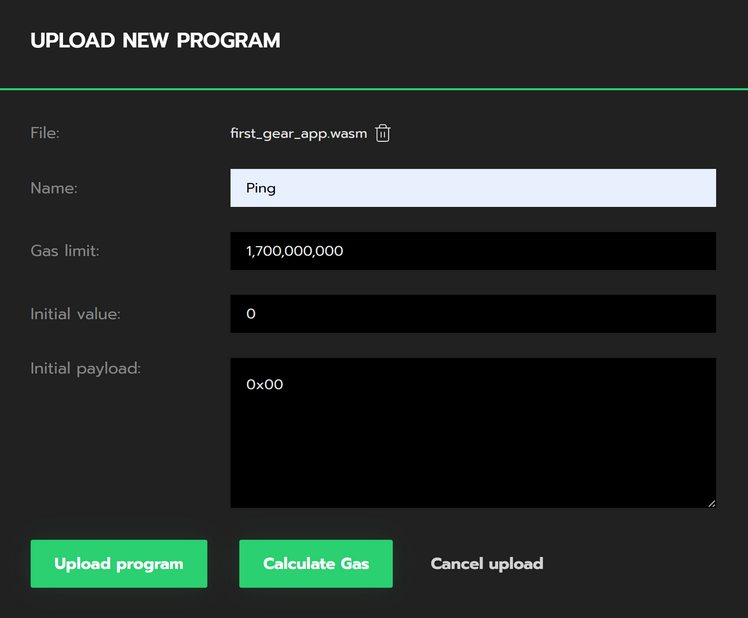 UPLOAD NEW PROGRAM
File: first_gear_app.wasm
Name: Ping
Gas limit: 1,700,000,000
Initial value: 0
Initial payload: 0x00
Upload program Calculate Gas Cancel upload